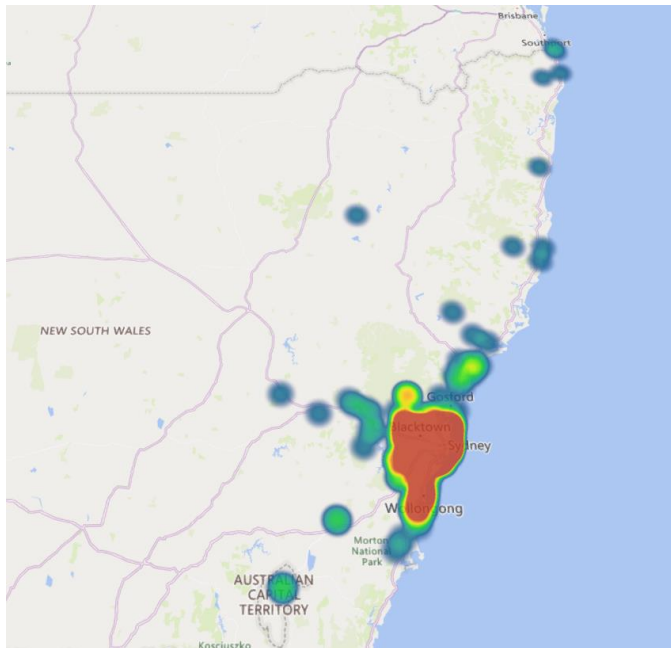 Brisbane
Southport
NEW SOUTH WALES
Gosford
Blacktown
Sydney
Wollongong
Morton
National
Park
AUSTRALIAN
CAPITAL
TERRITORY
Kosciuszko